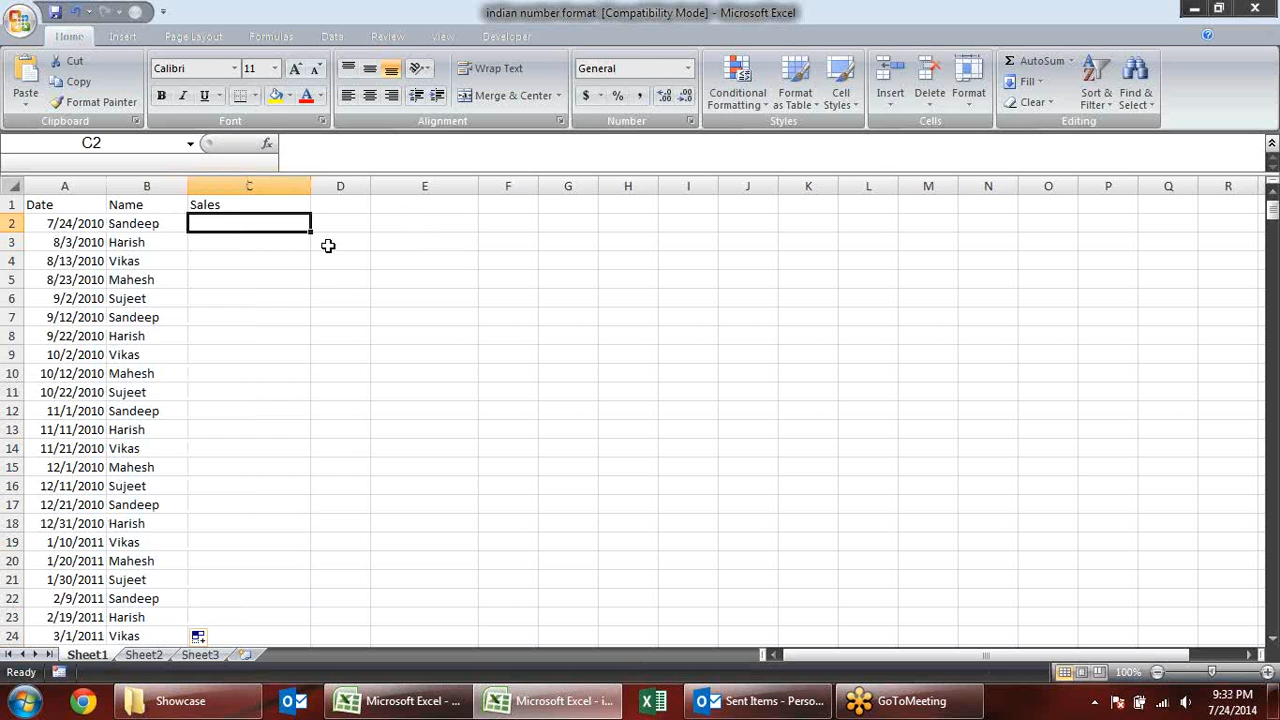 indian number format [Compatibility Mode] - Microsoft Excel
Home Insert Page Layout Formulas Data Review View Developer
Paste Cut Copy Format Painter Clipboard
Calibri 11 A A B I U A Font
Wrap Text Merge & Center Alignment
General $ % , .0 .00 .00 .0 Number
Conditional Formatting Format as Table Cell Styles Styles
Insert Delete Format Cells
Σ AutoSum Fill Clear Sort & Filter Find & Select Editing
C2 fx
A B C D E F G H I J K L M N O P Q R
1 Date Name Sales
2 7/24/2010 Sandeep
3 8/3/2010 Harish
4 8/13/2010 Vikas
5 8/23/2010 Mahesh
6 9/2/2010 Sujeet
7 9/12/2010 Sandeep
8 9/22/2010 Harish
9 10/2/2010 Vikas
10 10/12/2010 Mahesh
11 10/22/2010 Sujeet
12 11/1/2010 Sandeep
13 11/11/2010 Harish
14 11/21/2010 Vikas
15 12/1/2010 Mahesh
16 12/11/2010 Sujeet
17 12/21/2010 Sandeep
18 12/31/2010 Harish
19 1/10/2011 Vikas
20 1/20/2011 Mahesh
21 1/30/2011 Sujeet
22 2/9/2011 Sandeep
23 2/19/2011 Harish
24 3/1/2011 Vikas
Sheet1 Sheet2 Sheet3
Ready 100%
Showcase Microsoft Excel - ... Microsoft Excel - i... Sent Items - Perso... GoToMeeting 9:33 PM
7/24/2014